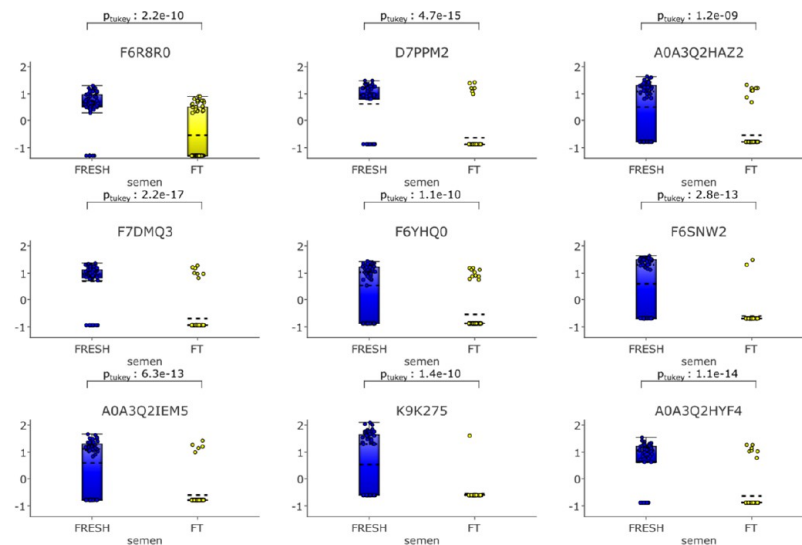 p_tukey : 2.2e-10 p_tukey : 4.7e-15 p_tukey : 1.2e-09
F6R8R0 D7PPM2 A0A3Q2HAZ2
2 2 2
1 1 1
0 0 0
-1 -1 -1
FRESH FT FRESH FT FRESH FT
semen semen semen
p_tukey : 2.2e-17 p_tukey : 1.1e-10 p_tukey : 2.8e-13
F7DMQ3 F6YHQ0 F6SNW2
2 2 2
1 1 1
0 0 0
-1 -1 -1
FRESH FT FRESH FT FRESH FT
semen semen semen
p_tukey : 6.3e-13 p_tukey : 1.4e-10 p_tukey : 1.1e-14
A0A3Q2IEM5 K9K275 A0A3Q2HYF4
2 2 2
1 1 1
0 0 0
-1 -1 -1
FRESH FT FRESH FT FRESH FT
semen semen semen